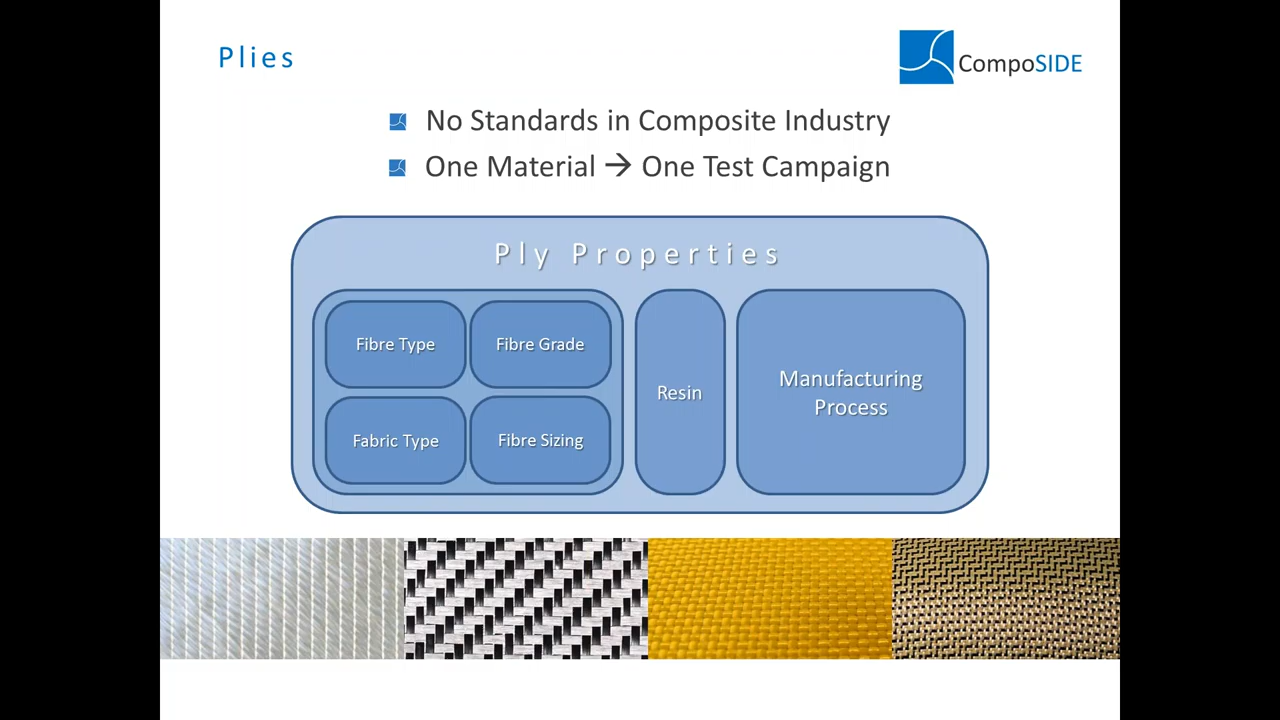 Plies
CompoSIDE
No Standards in Composite Industry
One Material → One Test Campaign
Ply Properties
Fibre Type
Fibre Grade
Fabric Type
Fibre Sizing
Resin
Manufacturing
Process